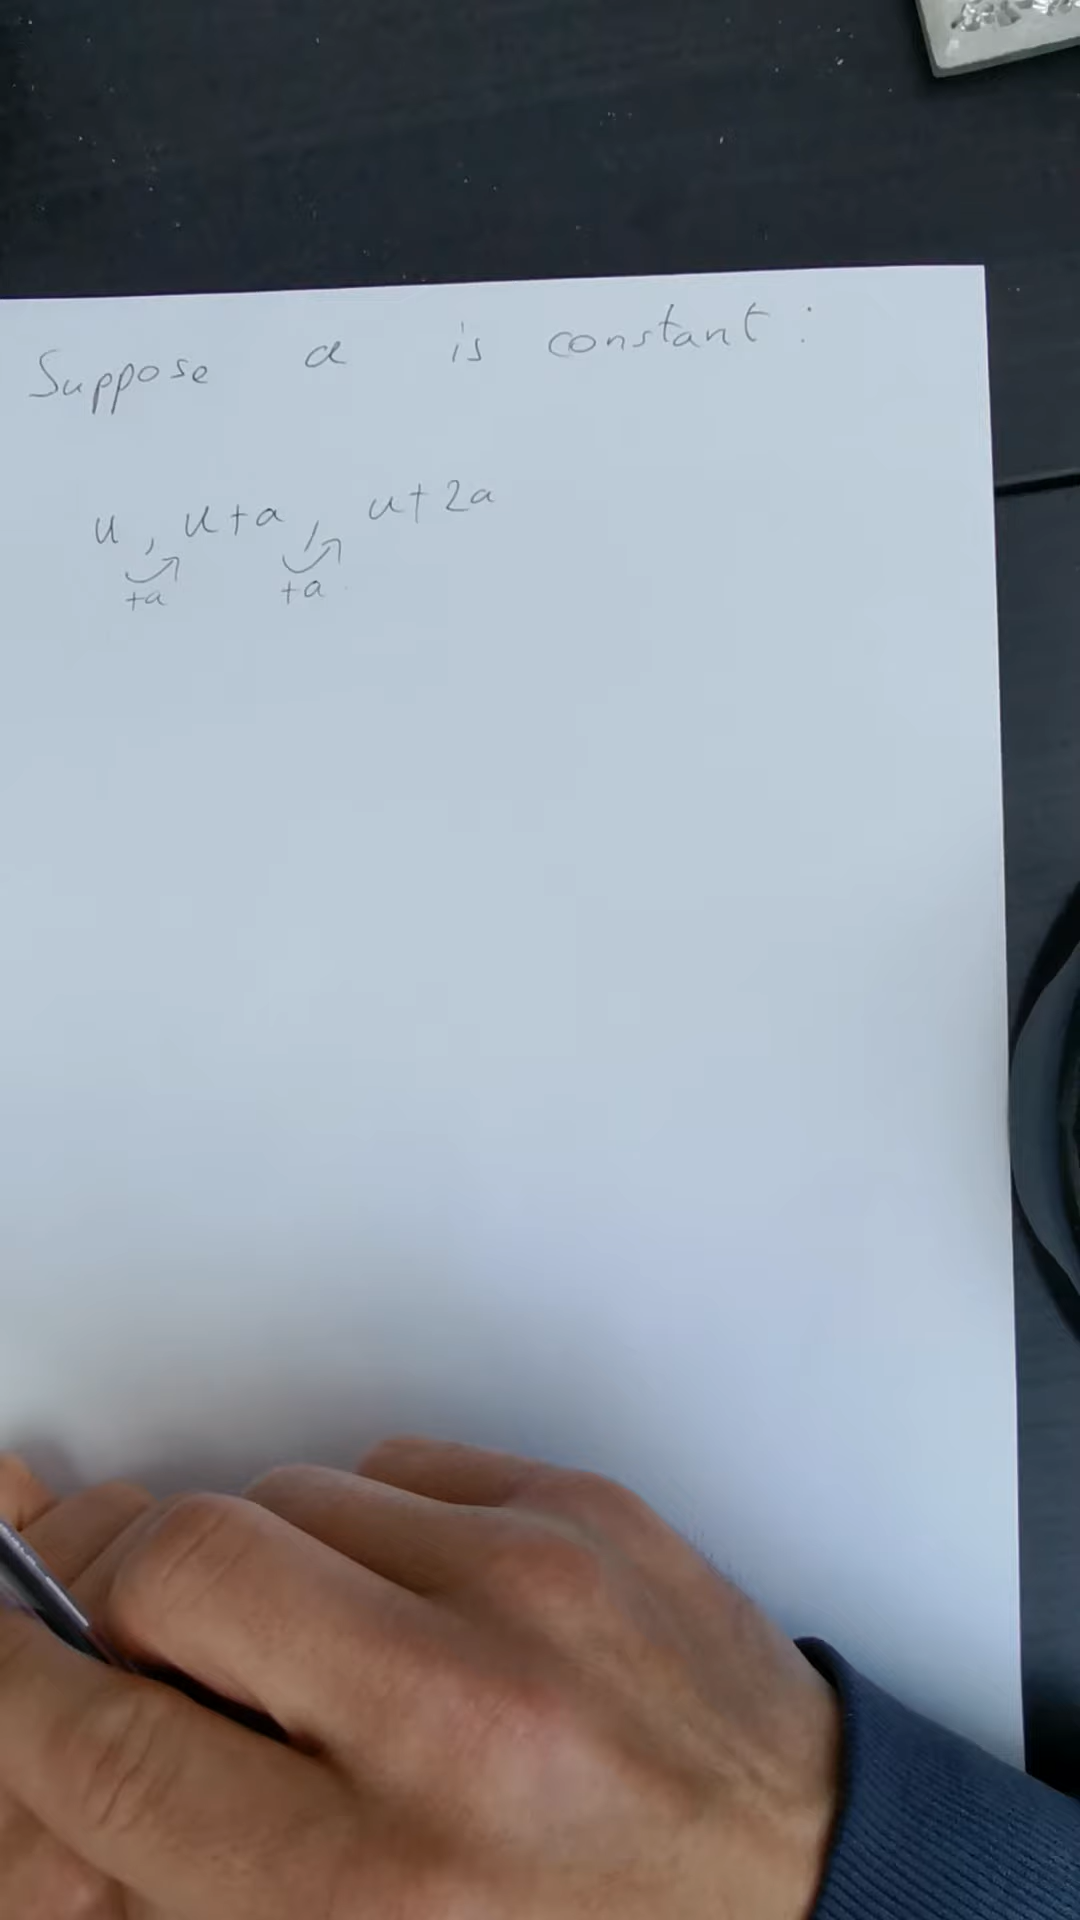 Suppose a is constant:
u, u+a, u+2a
+a +a